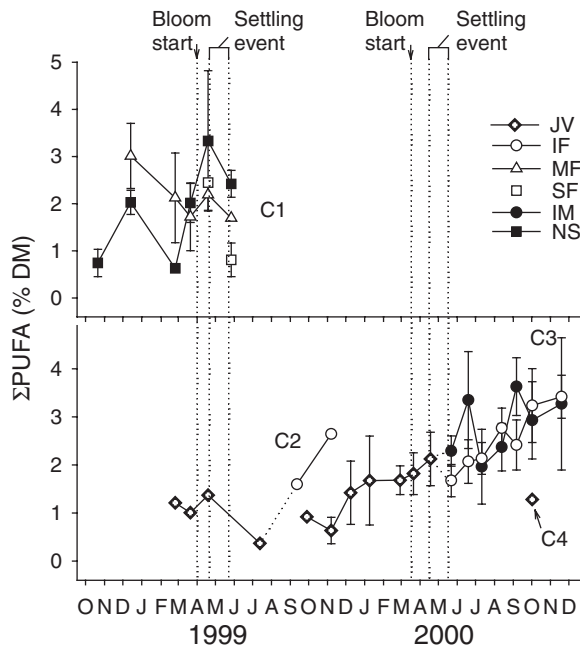 Bloom start Settling event Bloom start Settling event
5
4
3
2
1
0
C1
JV
IF
MF
SF
IM
NS
ΣPUFA (% DM)
4
3
2
1
0
C2
C3
C4
O N D J F M A M J J A S O N D J F M A M J J A S O N D
1999 2000